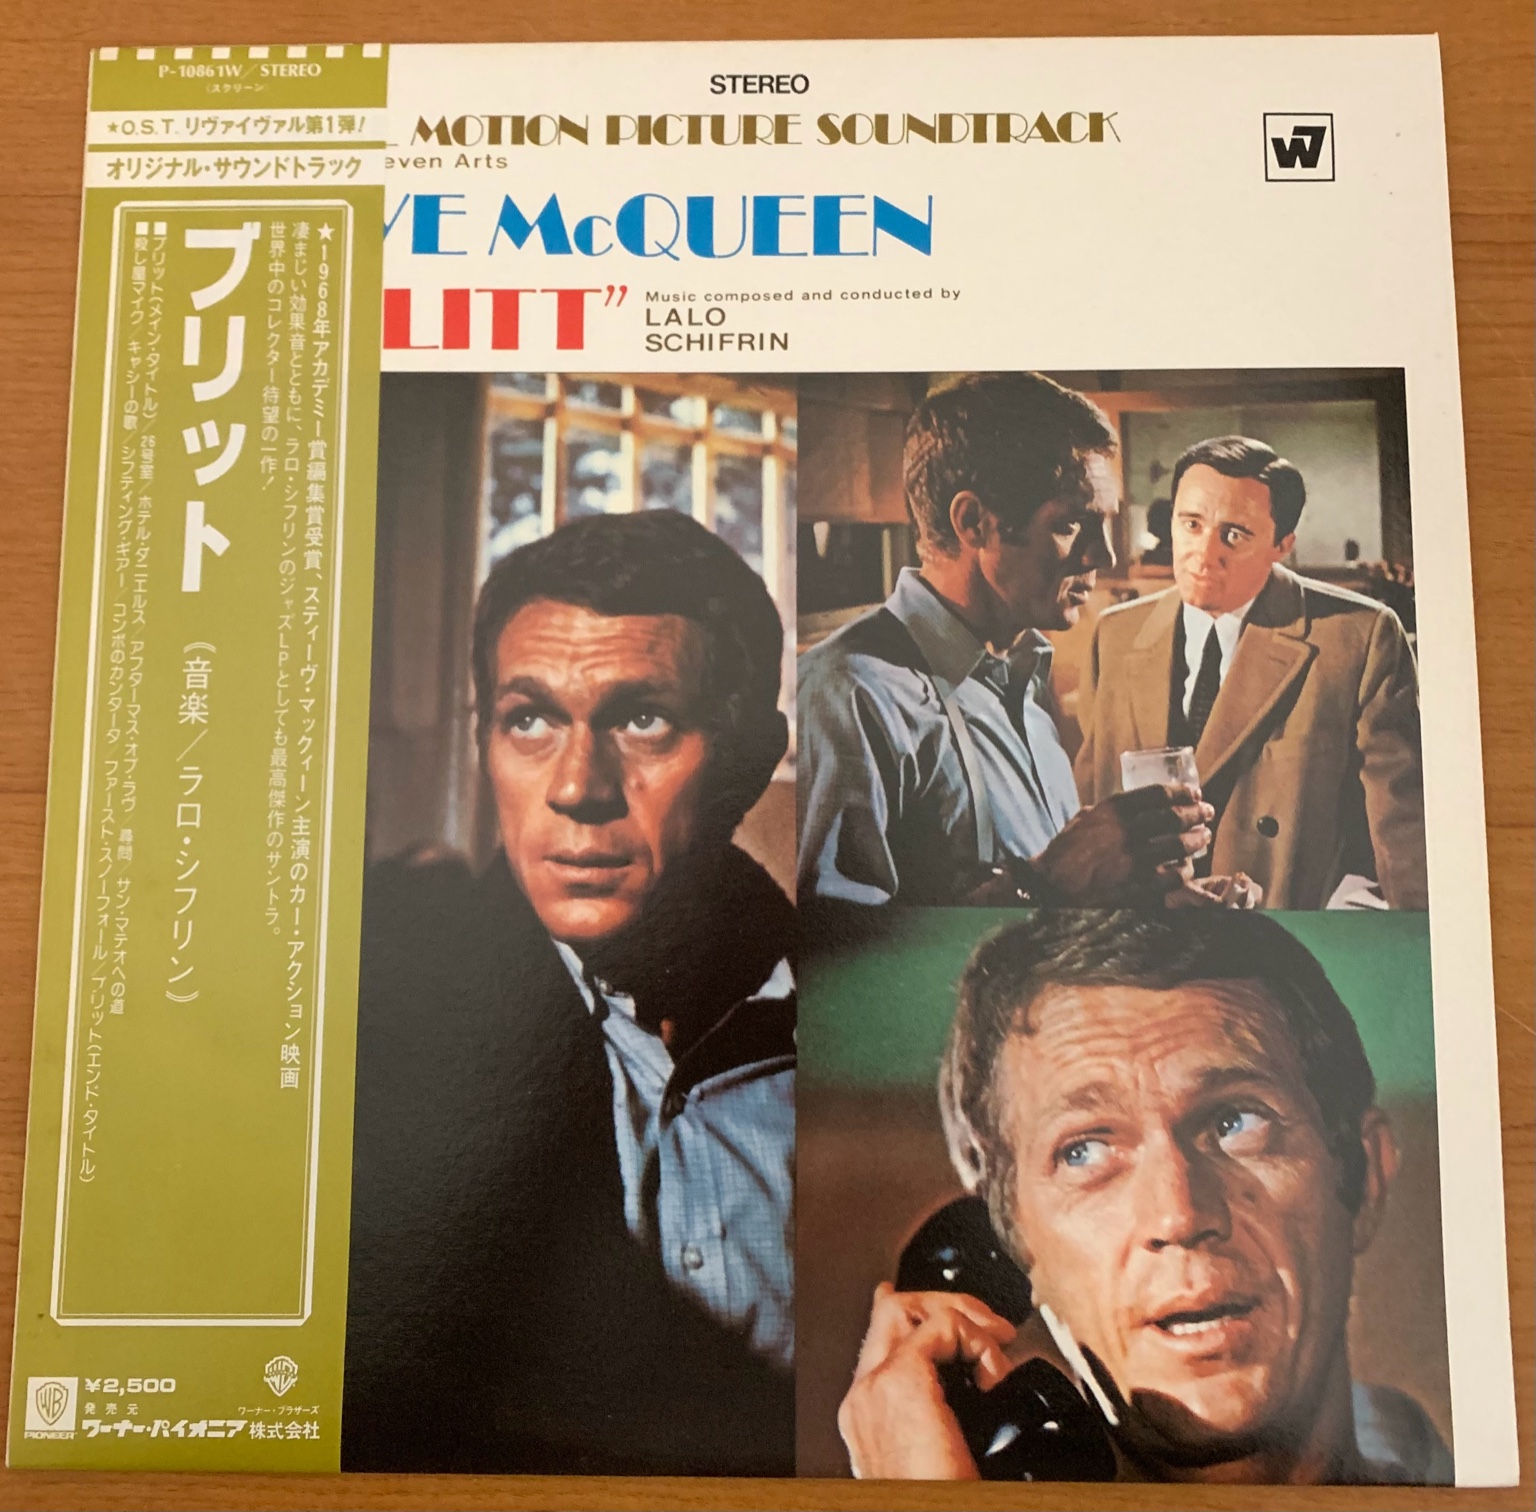 P-10861W/STEREO
(スクリーン)
★O.S.T. リヴァイヴァル第1弾!
オリジナル・サウンドトラック
★1968年アカデミー賞編集賞受賞、スティーヴ・マックィーン主演のカー・アクション映画
凄まじい効果音とともに、ラロ・シフリンのジャズLPとしても最高傑作のサントラ。
世界中のコレクター待望の一作!
ブリット 《音楽/ラロ・シフリン》
■ブリット(メイン・タイトル)/26号室/ホテル・ダニエルス/アフターマス・オブ・ラヴ/尋問/サン・マテオへの道
■殺し屋マイク/キャシーの歌/シフティング・ギアー/コンボのカンタータ/ファースト・スノーフォール/ブリット(エンド・タイトル)
¥2,500
発売元
ワーナー・ブラザーズ
ワーナー・パイオニア株式会社
WB
PIONEER
STEREO
L MOTION PICTURE SOUNDTRACK
even Arts
VE McQUEEN
LITT”
Music composed and conducted by
LALO
SCHIFRIN
W7